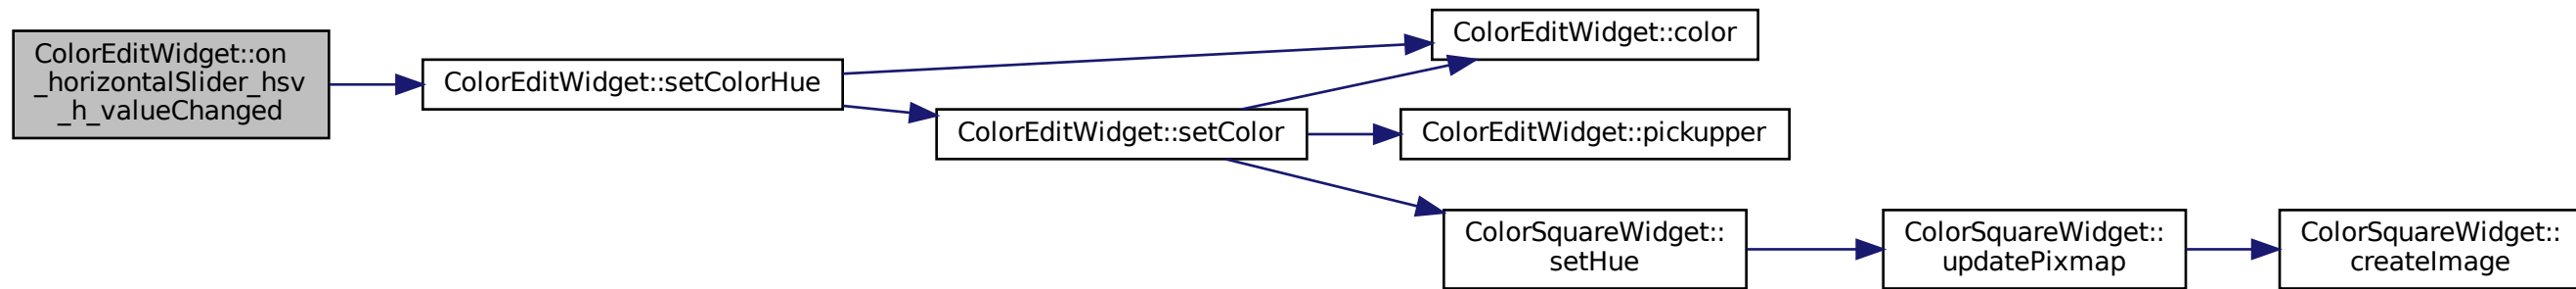 ColorEditWidget::on
_horizontalSlider_hsv
_h_valueChanged
ColorEditWidget::setColorHue
ColorEditWidget::color
ColorEditWidget::setColor
ColorEditWidget::pickupper
ColorSquareWidget::
setHue
ColorSquareWidget::
updatePixmap
ColorSquareWidget::
createImage